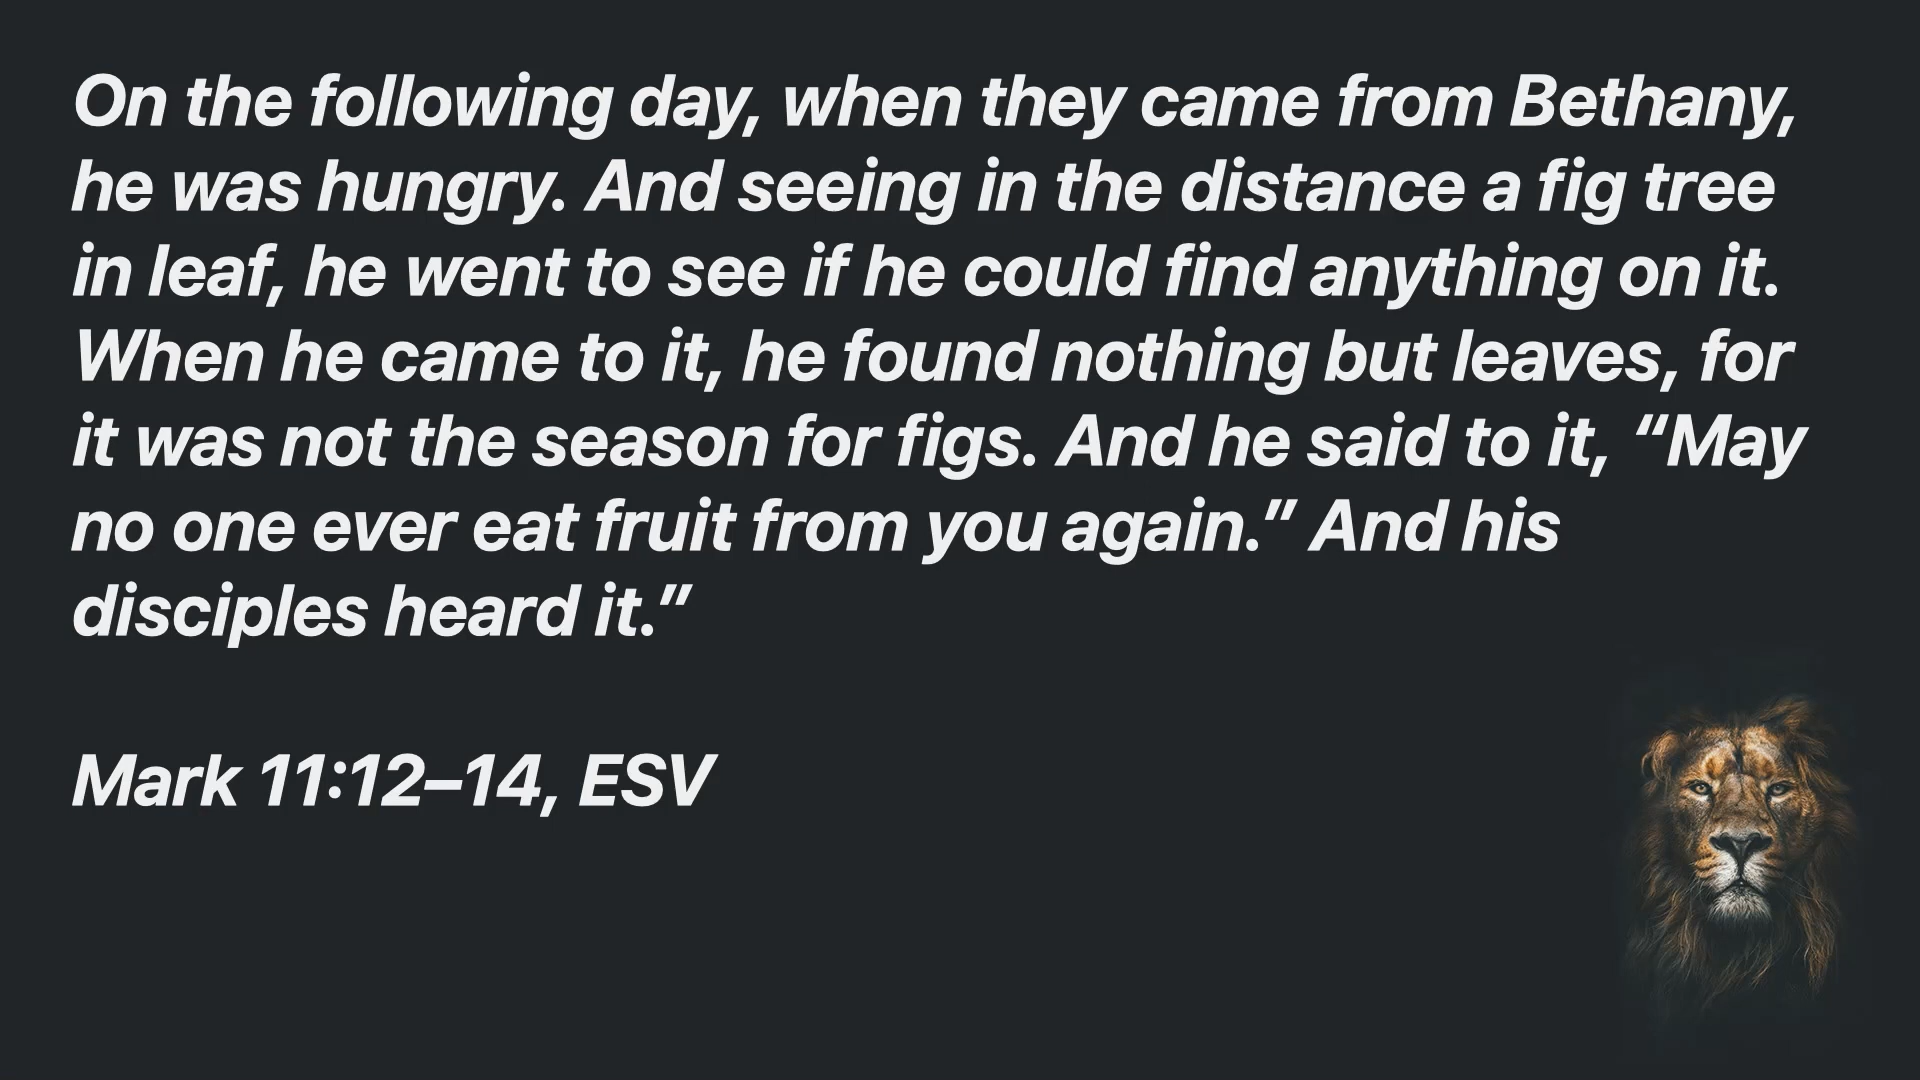 On the following day, when they came from Bethany,
he was hungry. And seeing in the distance a fig tree
in leaf, he went to see if he could find anything on it.
When he came to it, he found nothing but leaves, for
it was not the season for figs. And he said to it, “May
no one ever eat fruit from you again.” And his
disciples heard it.”
Mark 11:12–14, ESV